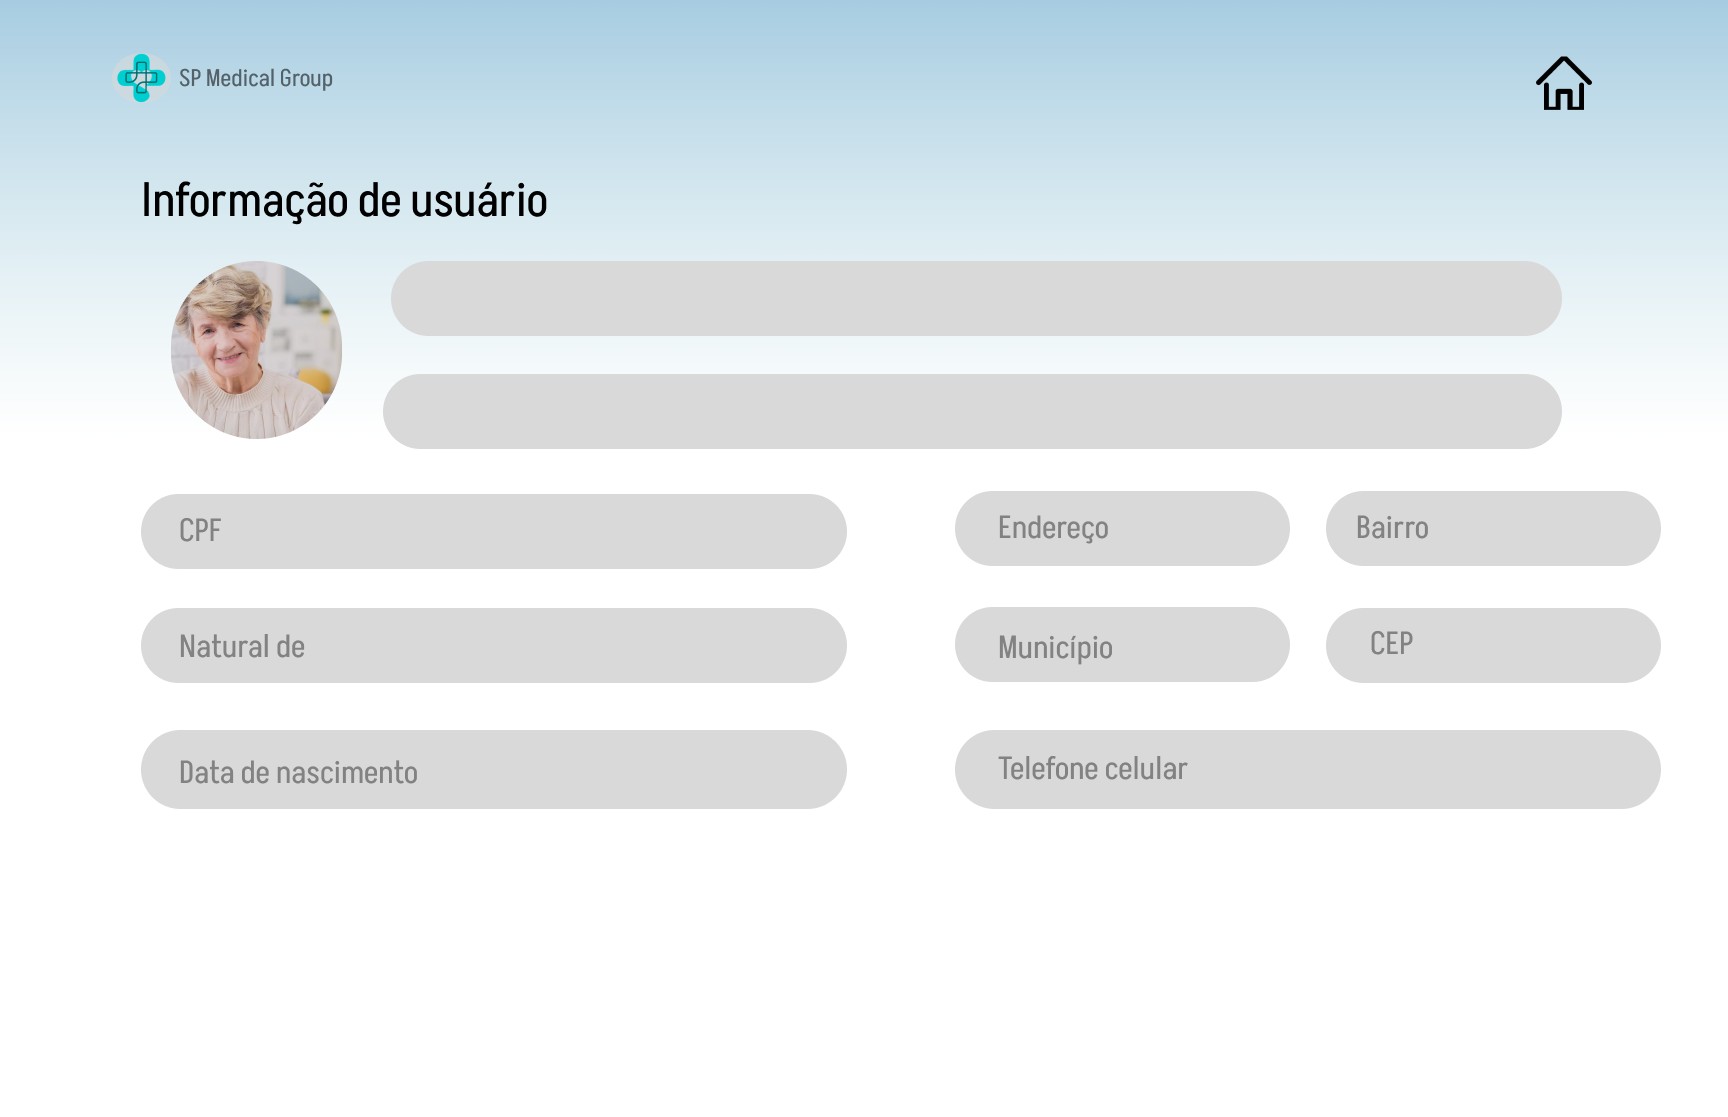 SP Medical Group
Informação de usuário
CPF
Endereço
Bairro
Natural de
Município
CEP
Data de nascimento
Telefone celular